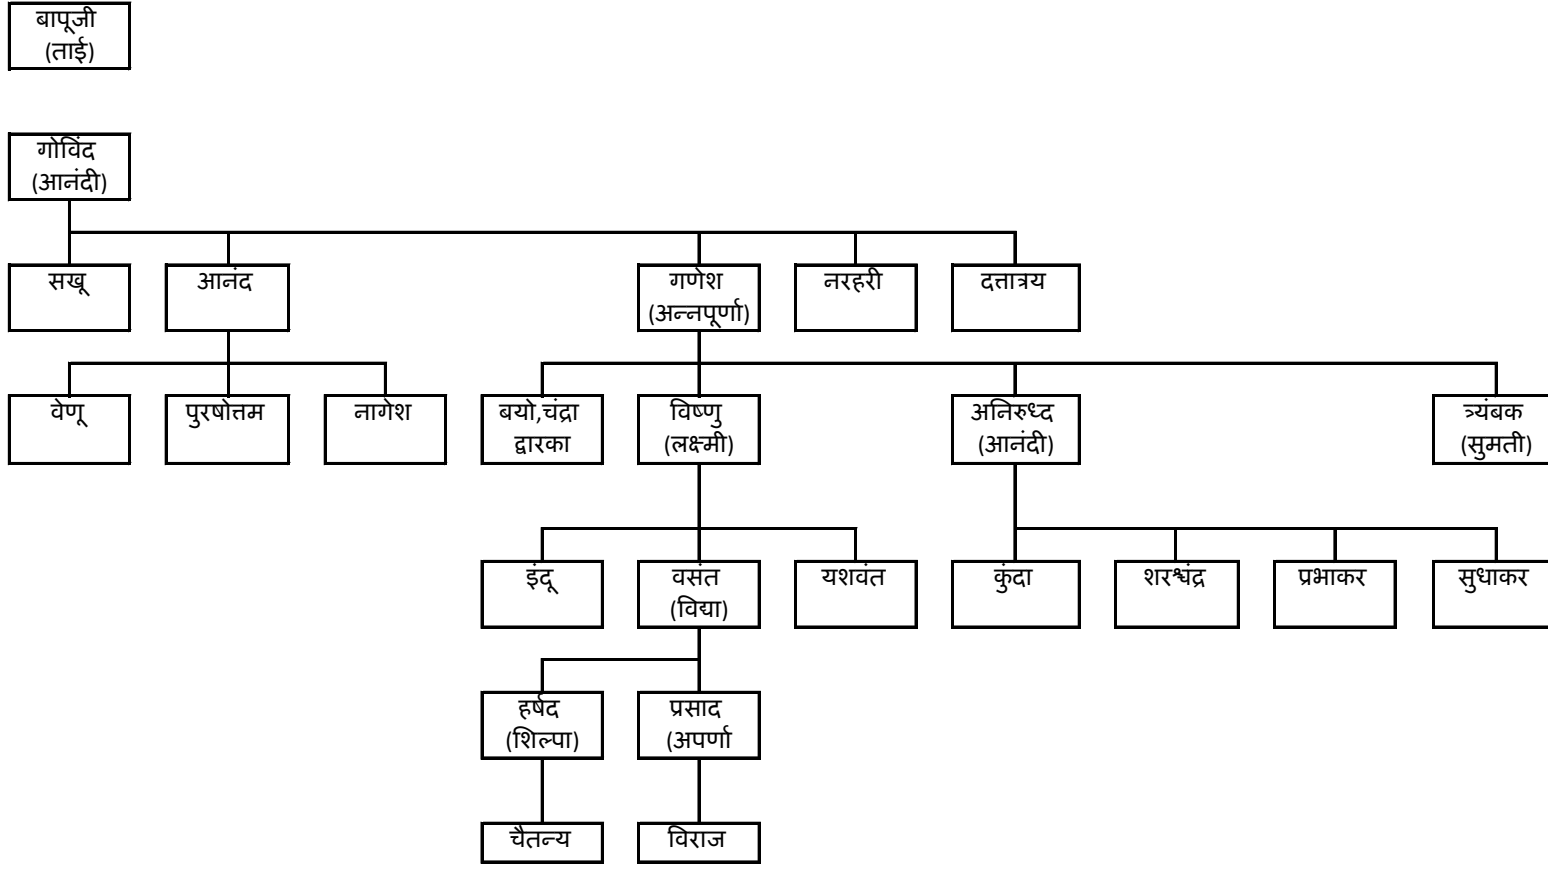 बापूजी
(ताई)
गोविंद
(आनंदी)
सखू
आनंद
गणेश
(अन्नपूर्णा)
नरहरी
दत्तात्रय
वेणू
पुरषोत्तम
नागेश
बयो,चंद्रा
द्वारका
विष्णु
(लक्ष्मी)
अनिरुध्द
(आनंदी)
त्र्यंबक
(सुमती)
इंदू
वसंत
(विद्या)
यशवंत
कुंदा
शरश्चंद्र
प्रभाकर
सुधाकर
हर्षद
(शिल्पा)
प्रसाद
(अपर्णा
चैतन्य
विराज